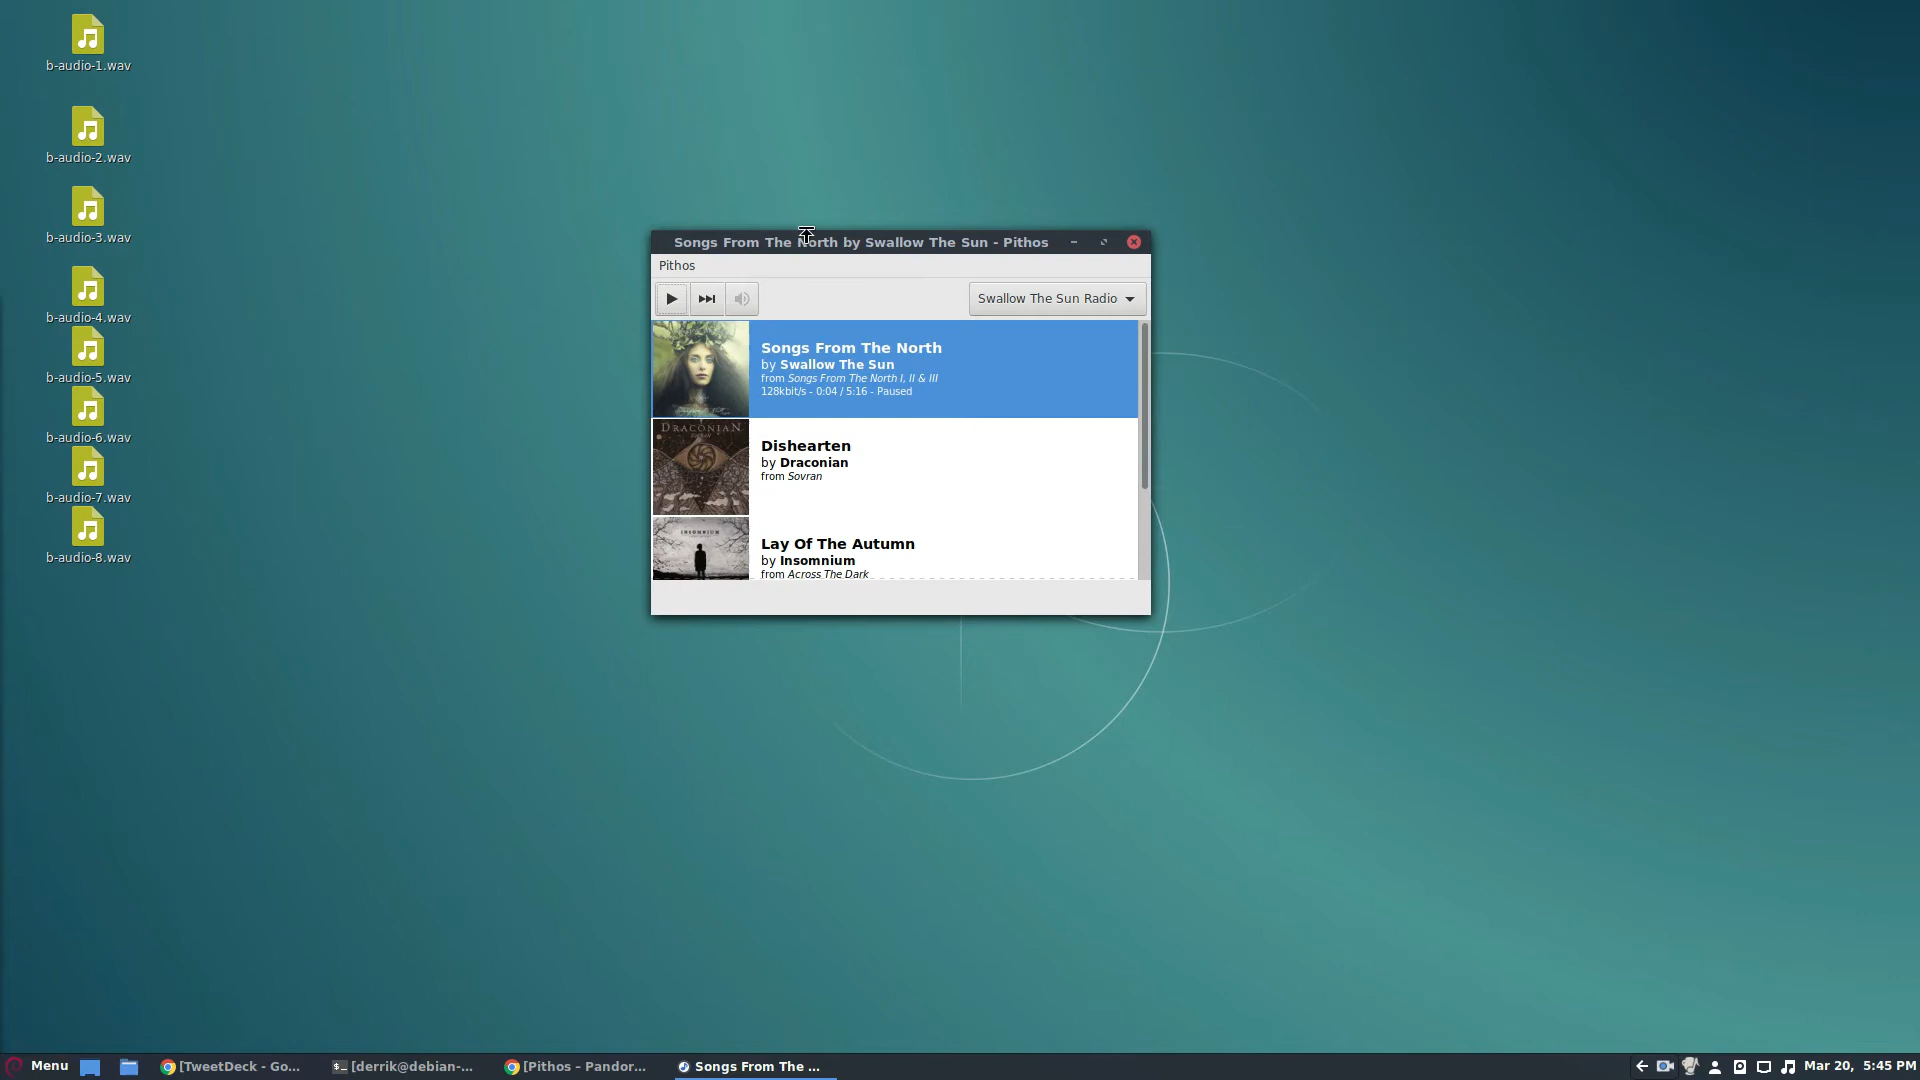 b-audio-1.wav
b-audio-2.wav
b-audio-3.wav
b-audio-4.wav
b-audio-5.wav
b-audio-6.wav
b-audio-7.wav
b-audio-8.wav
Songs From The North by Swallow The Sun - Pithos
Pithos
Swallow The Sun Radio
Songs From The North
by Swallow The Sun
from Songs From The North I, II & III
128kbit/s - 0:04 / 5:16 - Paused
DRACONIAN
Dishearten
by Draconian
from Sovran
INSOMNIUM
Lay Of The Autumn
by Insomnium
from Across The Dark
Menu
[TweetDeck - Go...
[derrik@debian-...
[Pithos – Pandor...
Songs From The ...
Mar 20, 5:45 PM